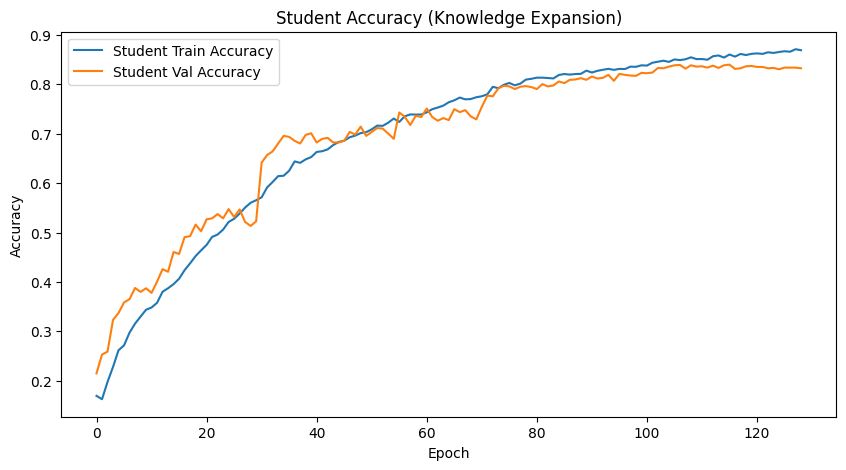 Student Accuracy (Knowledge Expansion)
Student Train Accuracy
Student Val Accuracy
Accuracy
0.9
0.8
0.7
0.6
0.5
0.4
0.3
0.2
0 20 40 60 80 100 120
Epoch